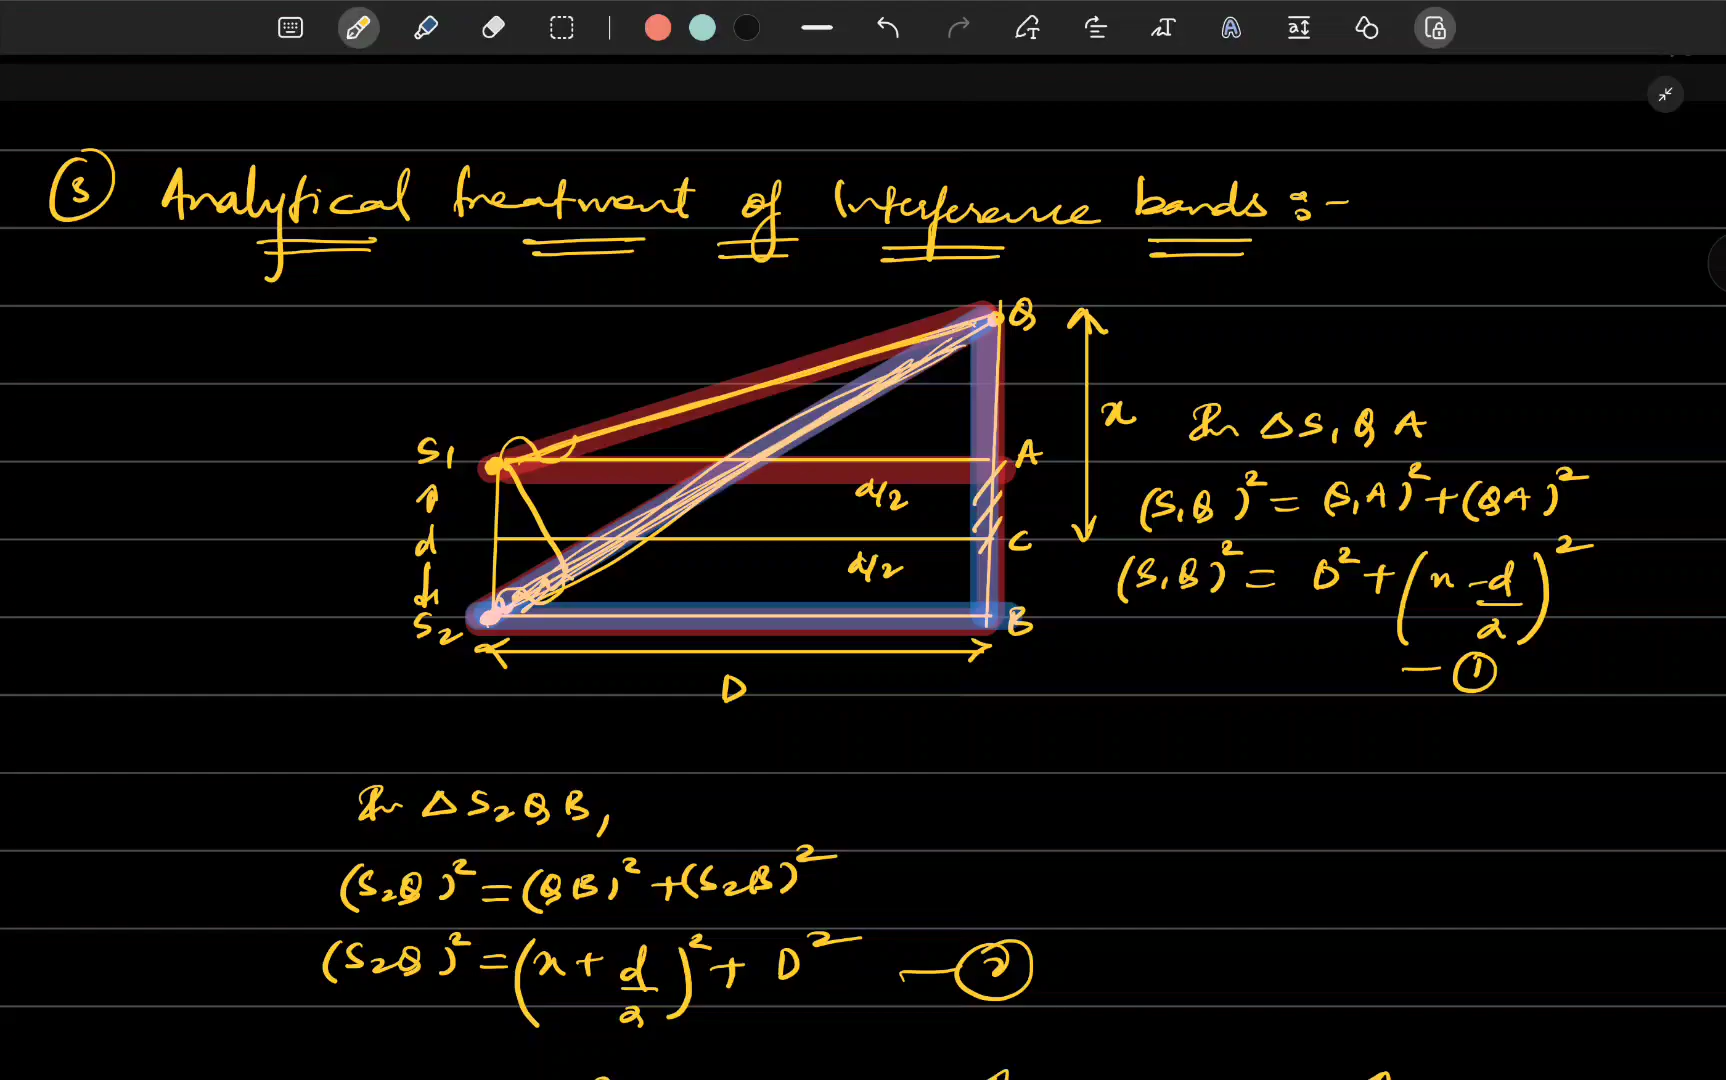 ③ Analytical treatment of Interference bands :-
Q
x
S₁
A
In ΔS₁QA
d/2
(S₁Q)² = (S₁A)² + (QA)²
d
C
d/2
(S₁Q)² = D² + (x - d/2)²
S₂
B
— ①
D
In ΔS₂QB,
(S₂Q)² = (QB)² + (S₂B)²
(S₂Q)² = (x + d/2)² + D² — ②